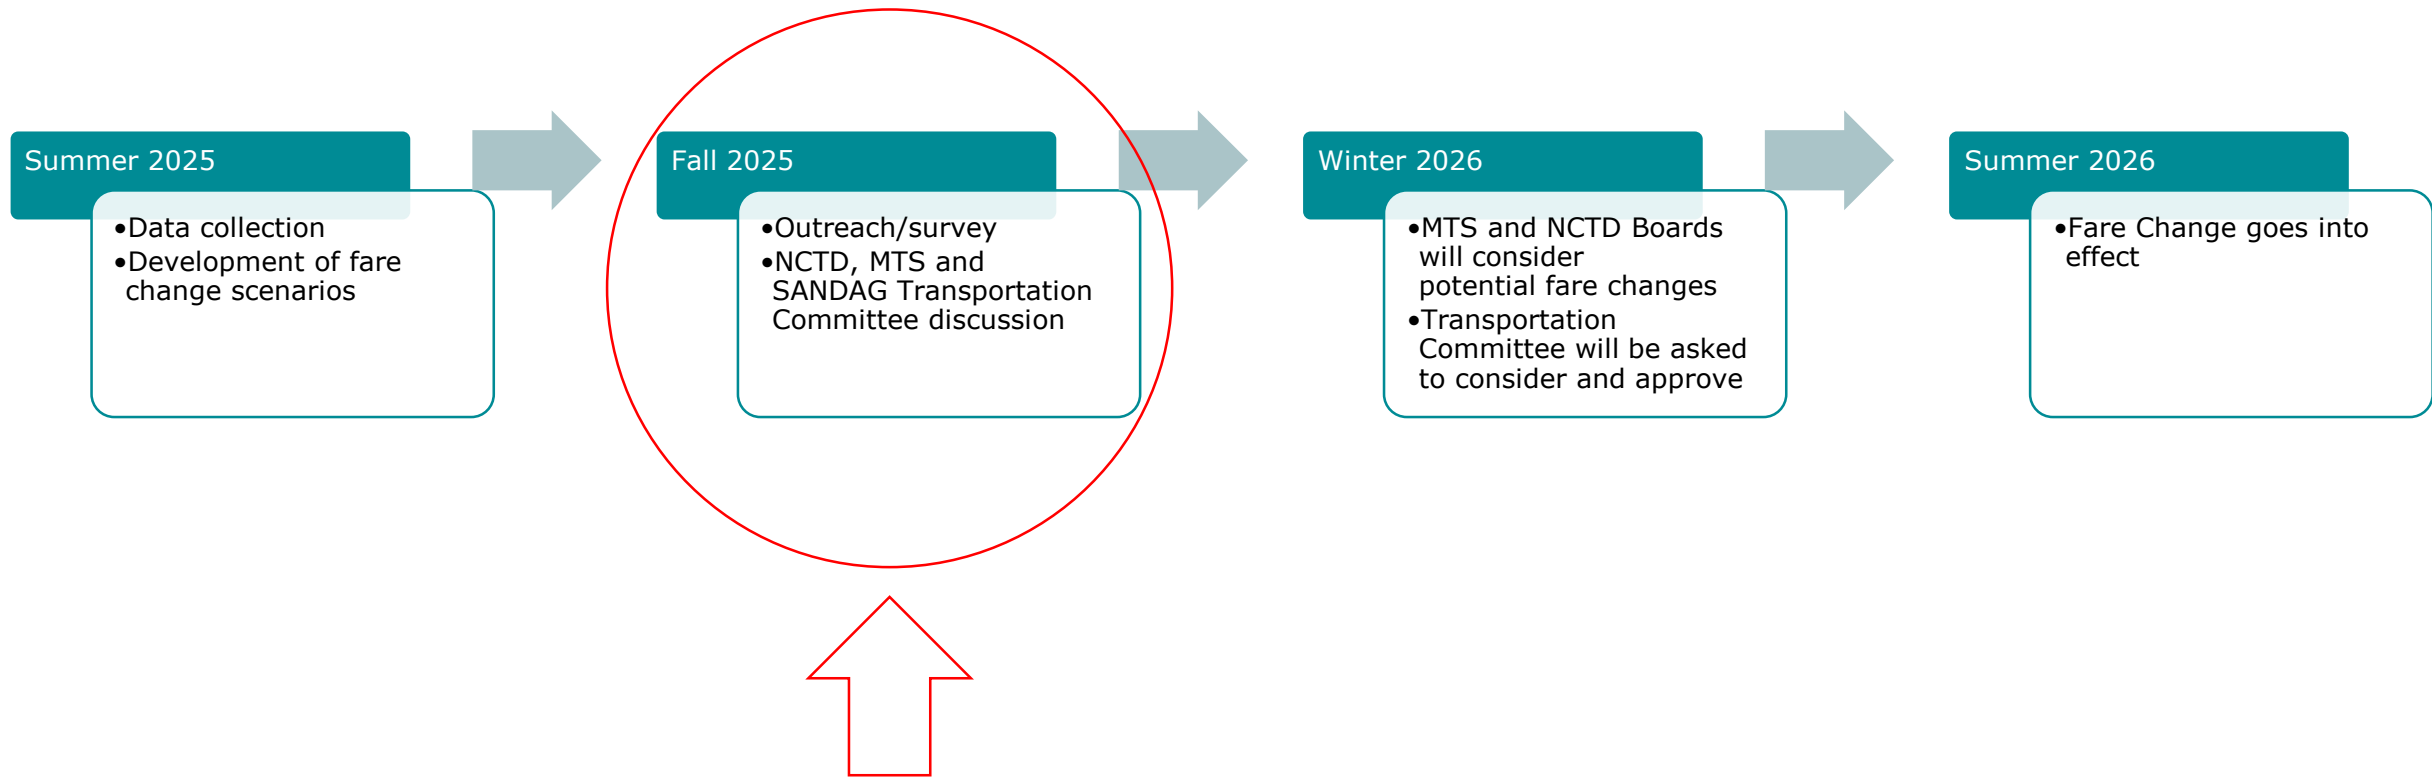 Summer 2025
•Data collection
•Development of fare
change scenarios
Fall 2025
•Outreach/survey
•NCTD, MTS and
SANDAG Transportation
Committee discussion
Winter 2026
•MTS and NCTD Boards
will consider
potential fare changes
•Transportation
Committee will be asked
to consider and approve
Summer 2026
•Fare Change goes into
effect